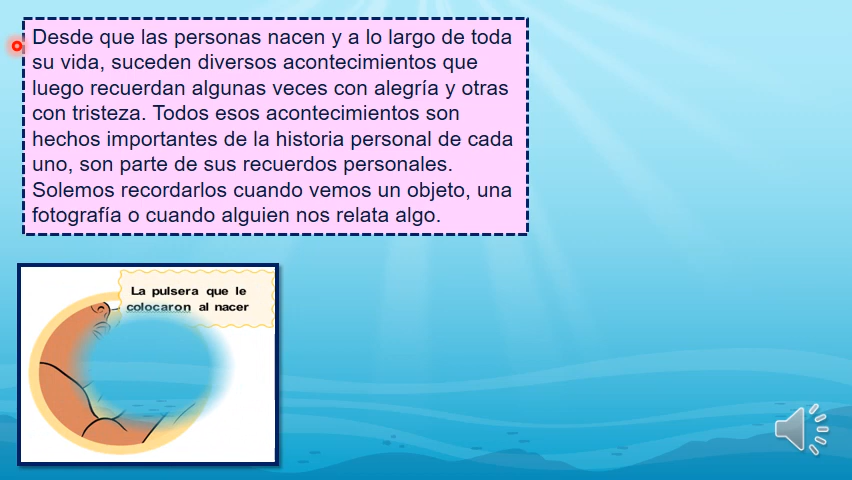 Desde que las personas nacen y a lo largo de toda
su vida, suceden diversos acontecimientos que
luego recuerdan algunas veces con alegría y otras
con tristeza. Todos esos acontecimientos son
hechos importantes de la historia personal de cada
uno, son parte de sus recuerdos personales.
Solemos recordarlos cuando vemos un objeto, una
fotografía o cuando alguien nos relata algo.
La pulsera que le
colocaron al nacer